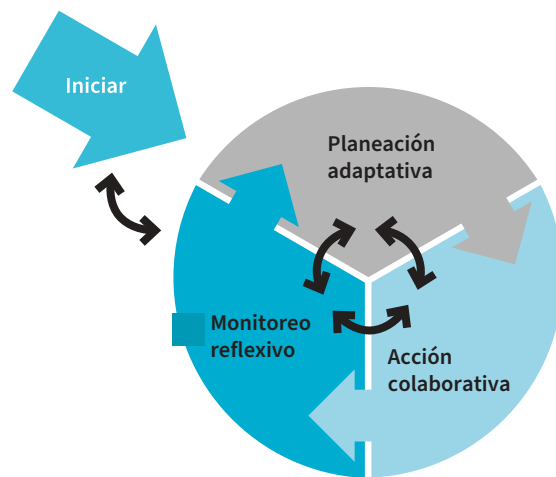 Iniciar
Planeación
adaptativa
Monitoreo
reflexivo
Acción
colaborativa